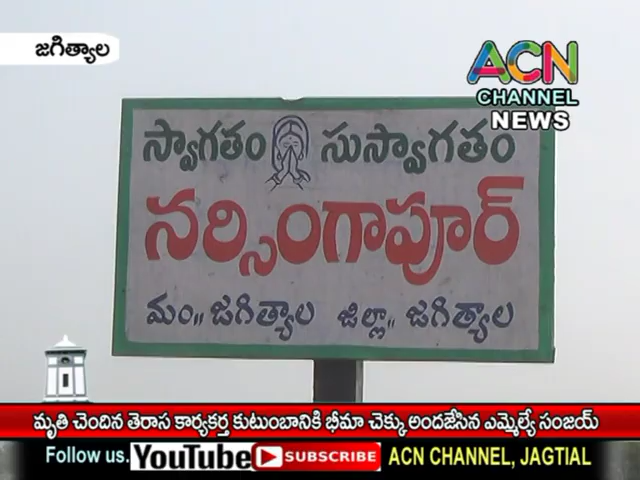 జగిత్యాల
ACN
CHANNEL
NEWS
స్వాగతం సుస్వాగతం
నర్సింగాపూర్
మం,, జగిత్యాల జిల్లా,, జగిత్యాల
మృతి చెందిన తెరాస కార్యకర్త కుటుంబానికి భీమా చెక్కు అందజేసిన ఎమ్మెల్యే సంజయ్
Follow us. YouTube SUBSCRIBE ACN CHANNEL, JAGTIAL